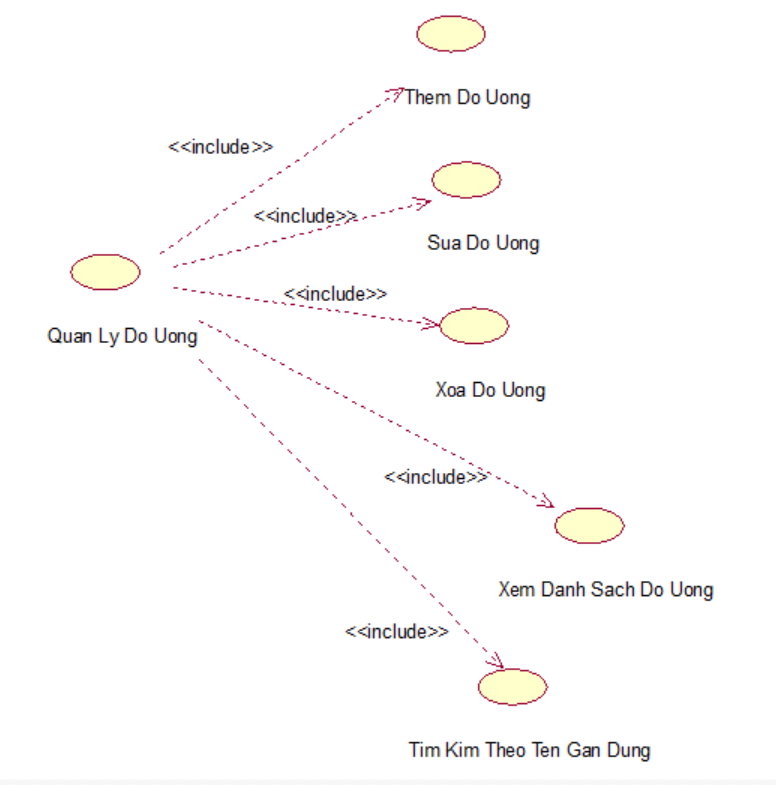 Them Do Uong
<<include>>
<<include>>
Sua Do Uong
<<include>>
Quan Ly Do Uong
Xoa Do Uong
<<include>>
Xem Danh Sach Do Uong
<<include>>
Tim Kim Theo Ten Gan Dung